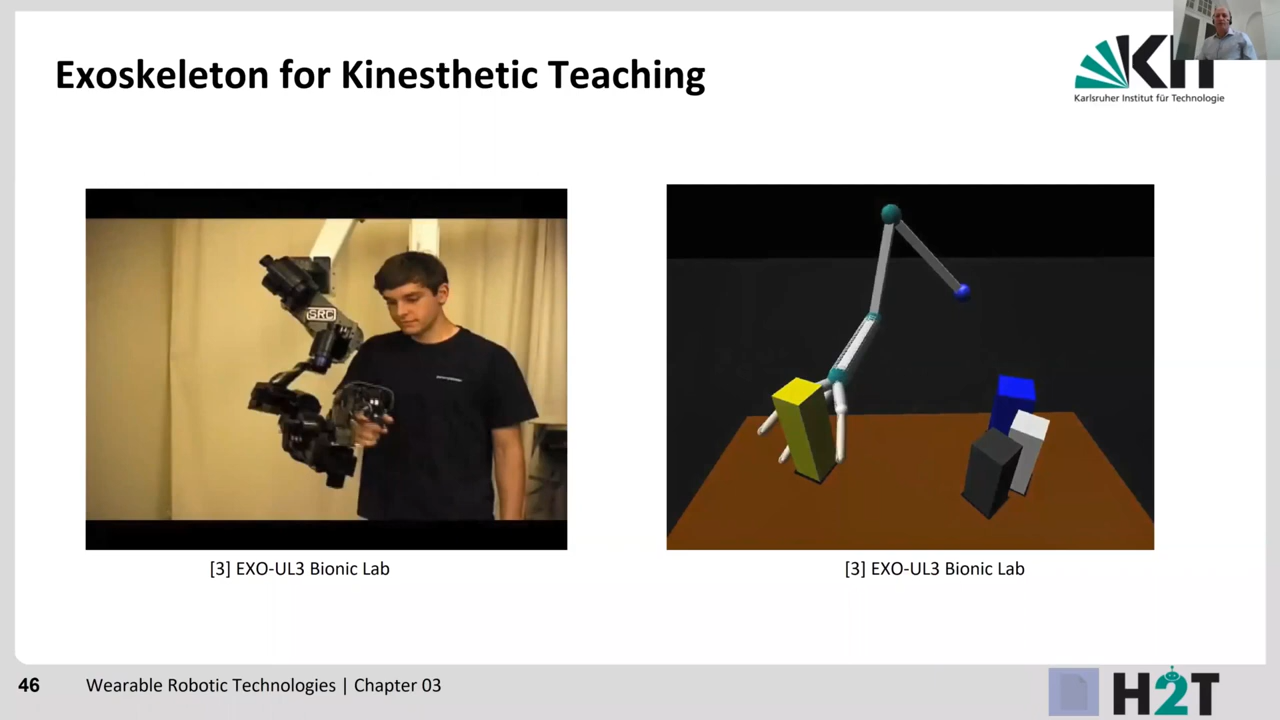 Exoskeleton for Kinesthetic Teaching
Karlsruher Institut für Technologie
SRC
[3] EXO-UL3 Bionic Lab
[3] EXO-UL3 Bionic Lab
46
Wearable Robotic Technologies | Chapter 03
H2T